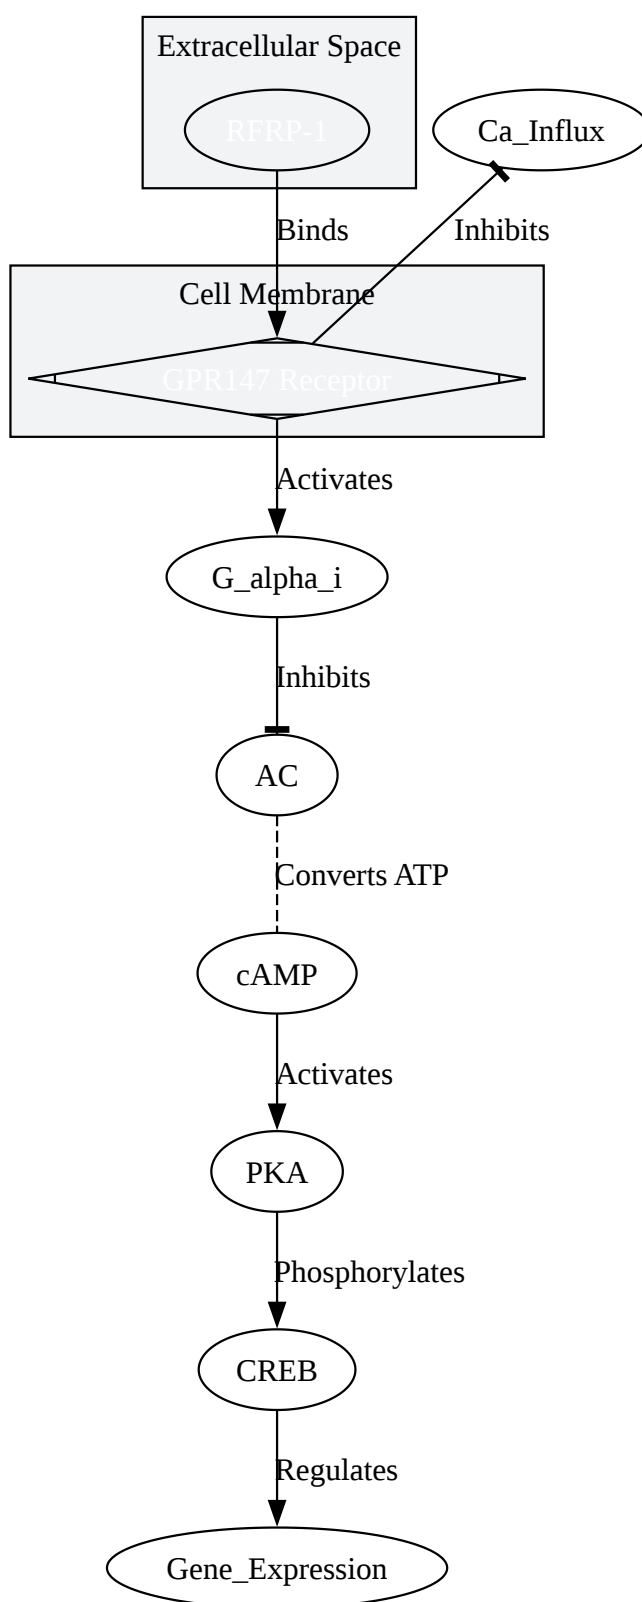 Extracellular Space
RFRP-1
Ca_Influx
Binds
Inhibits
Cell Membrane
GPR147 Receptor
Activates
G_alpha_i
Inhibits
AC
Converts ATP
cAMP
Activates
PKA
Phosphorylates
CREB
Regulates
Gene_Expression